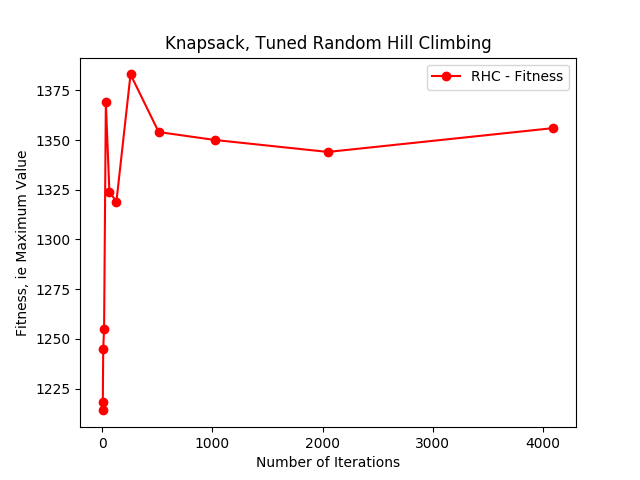 Knapsack, Tuned Random Hill Climbing
RHC - Fitness
Fitness, ie Maximum Value
1375
1350
1325
1300
1275
1250
1225
0 1000 2000 3000 4000
Number of Iterations